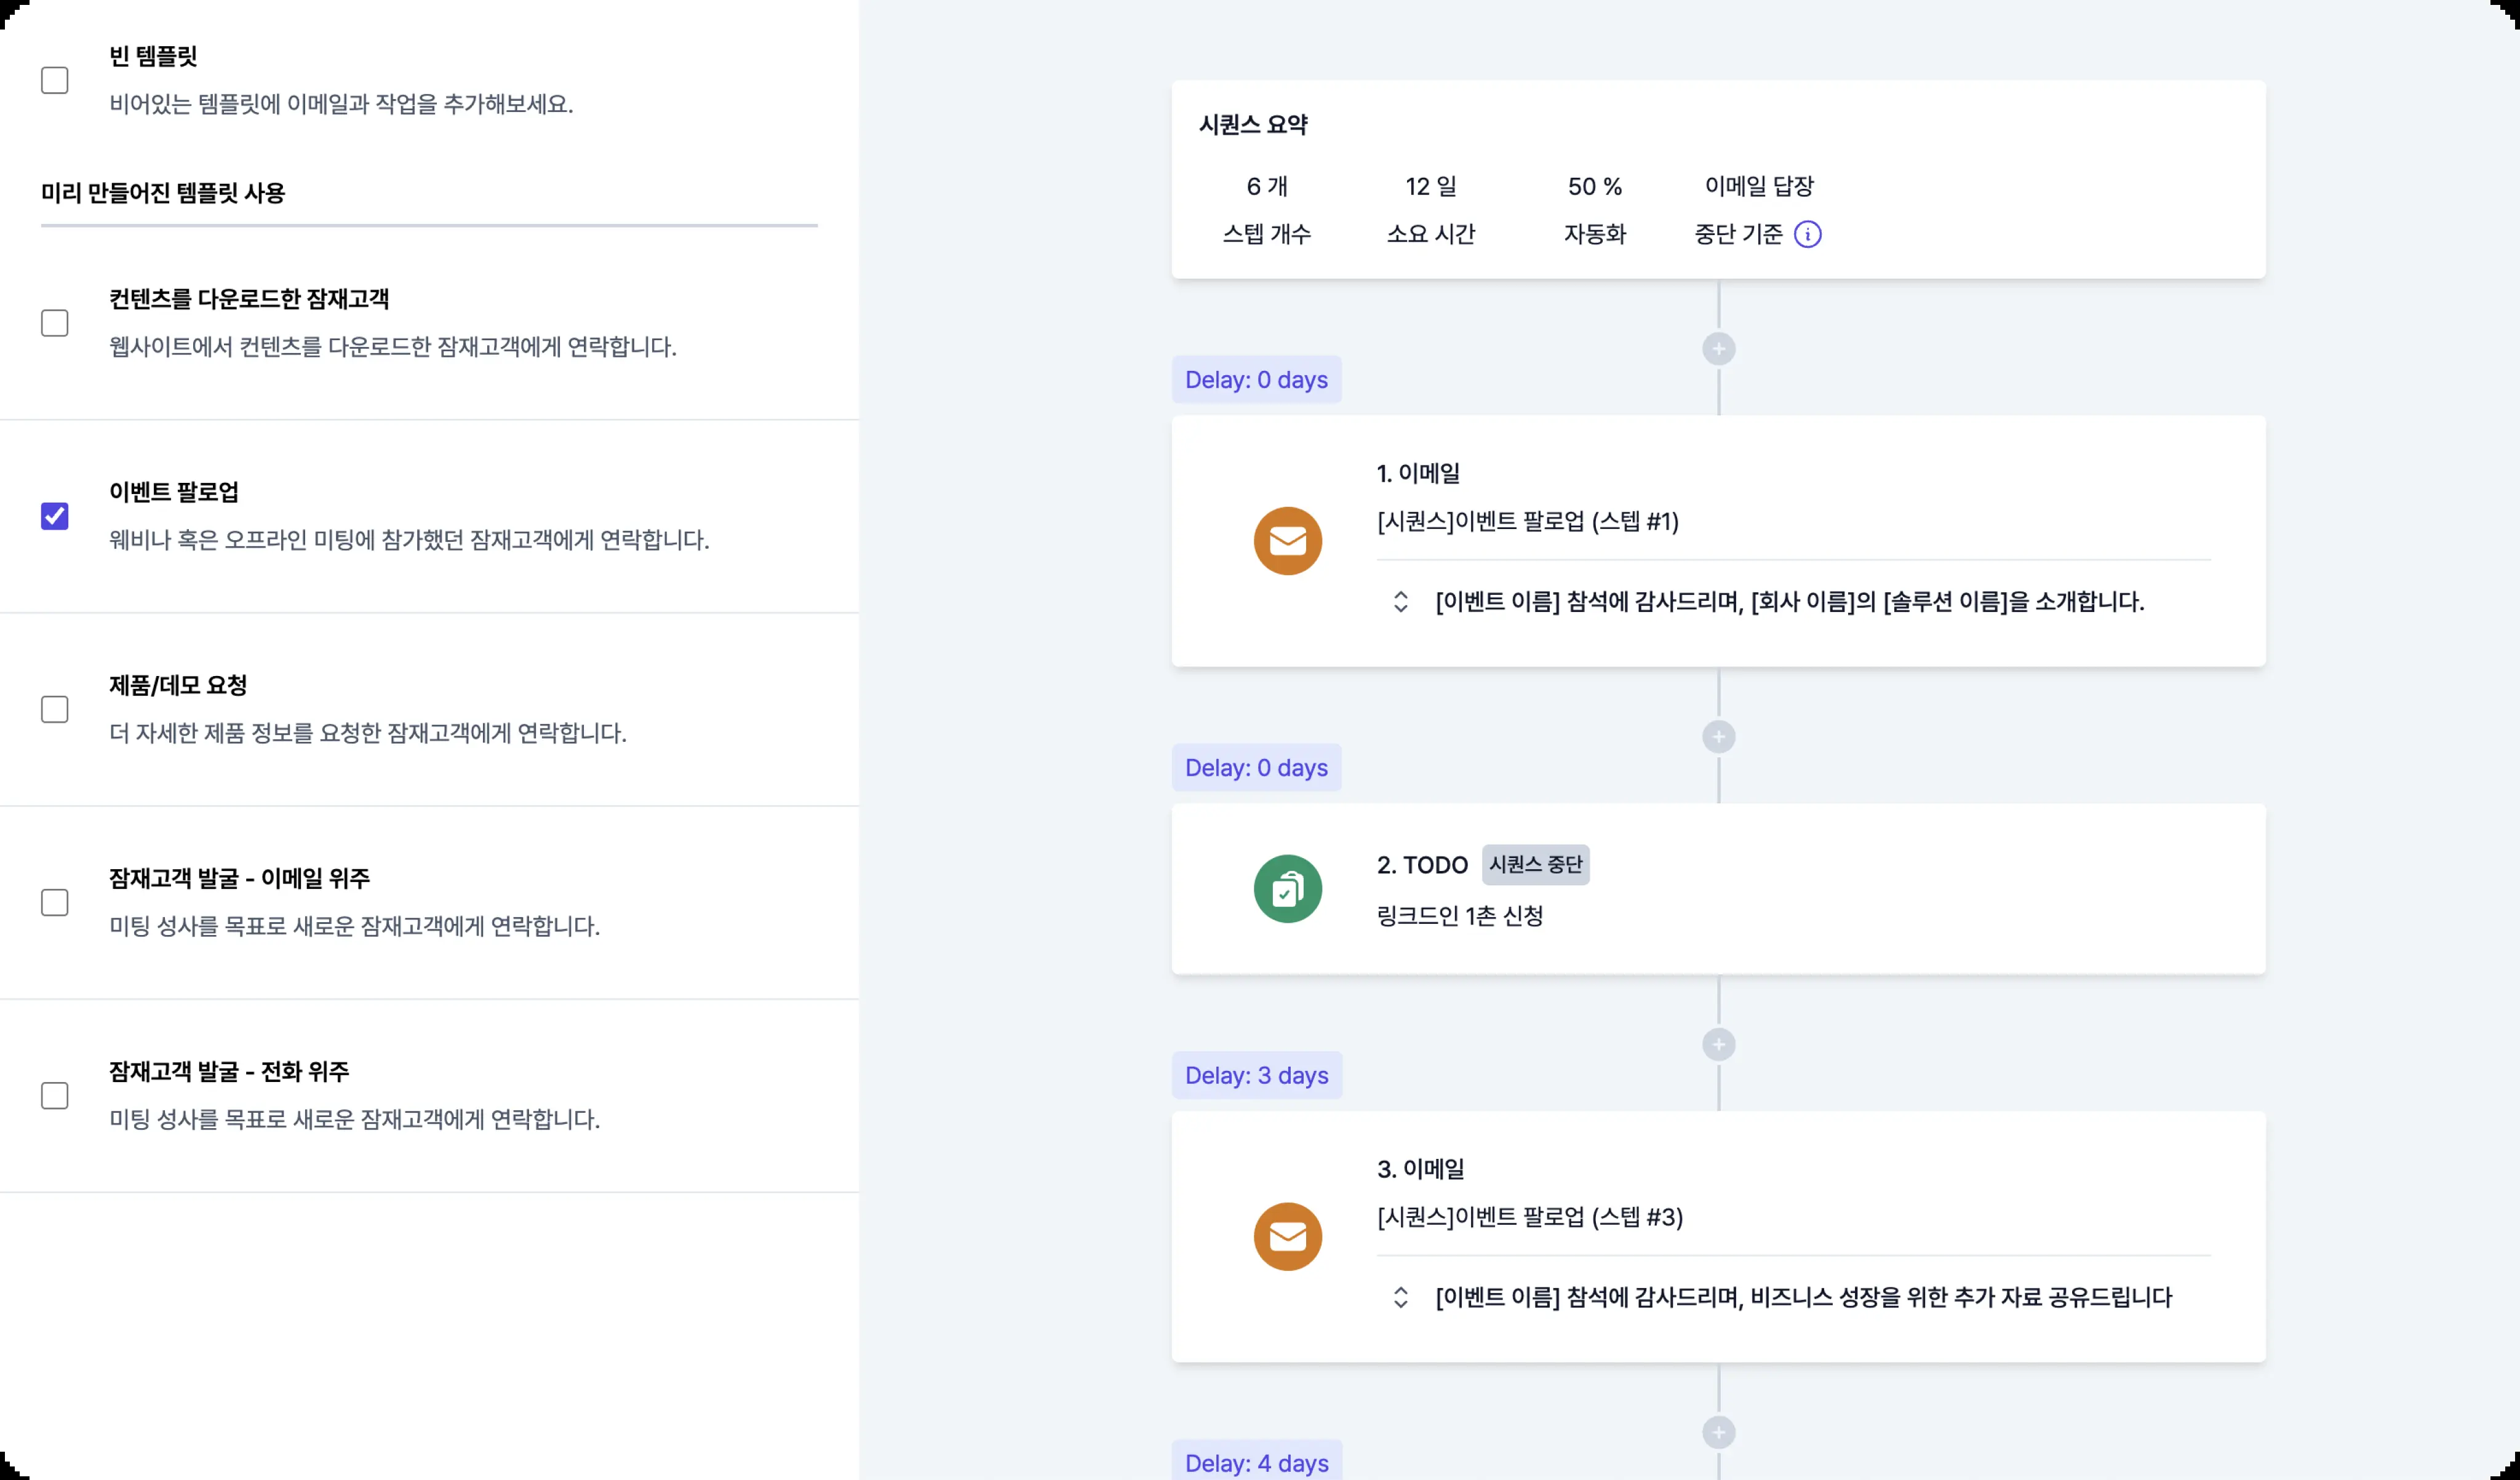 빈 템플릿
비어있는 템플릿에 이메일과 작업을 추가해보세요.
미리 만들어진 템플릿 사용
컨텐츠를 다운로드한 잠재고객
웹사이트에서 컨텐츠를 다운로드한 잠재고객에게 연락합니다.
이벤트 팔로업
웨비나 혹은 오프라인 미팅에 참가했던 잠재고객에게 연락합니다.
제품/데모 요청
더 자세한 제품 정보를 요청한 잠재고객에게 연락합니다.
잠재고객 발굴 - 이메일 위주
미팅 성사를 목표로 새로운 잠재고객에게 연락합니다.
잠재고객 발굴 - 전화 위주
미팅 성사를 목표로 새로운 잠재고객에게 연락합니다.
시퀀스 요약
6 개 12 일 50 % 이메일 답장
스텝 개수 소요 시간 자동화 중단 기준
Delay: 0 days
1. 이메일
[시퀀스]이벤트 팔로업 (스텝 #1)
[이벤트 이름] 참석에 감사드리며, [회사 이름]의 [솔루션 이름]을 소개합니다.
Delay: 0 days
2. TODO 시퀀스 중단
링크드인 1촌 신청
Delay: 3 days
3. 이메일
[시퀀스]이벤트 팔로업 (스텝 #3)
[이벤트 이름] 참석에 감사드리며, 비즈니스 성장을 위한 추가 자료 공유드립니다
Delay: 4 days